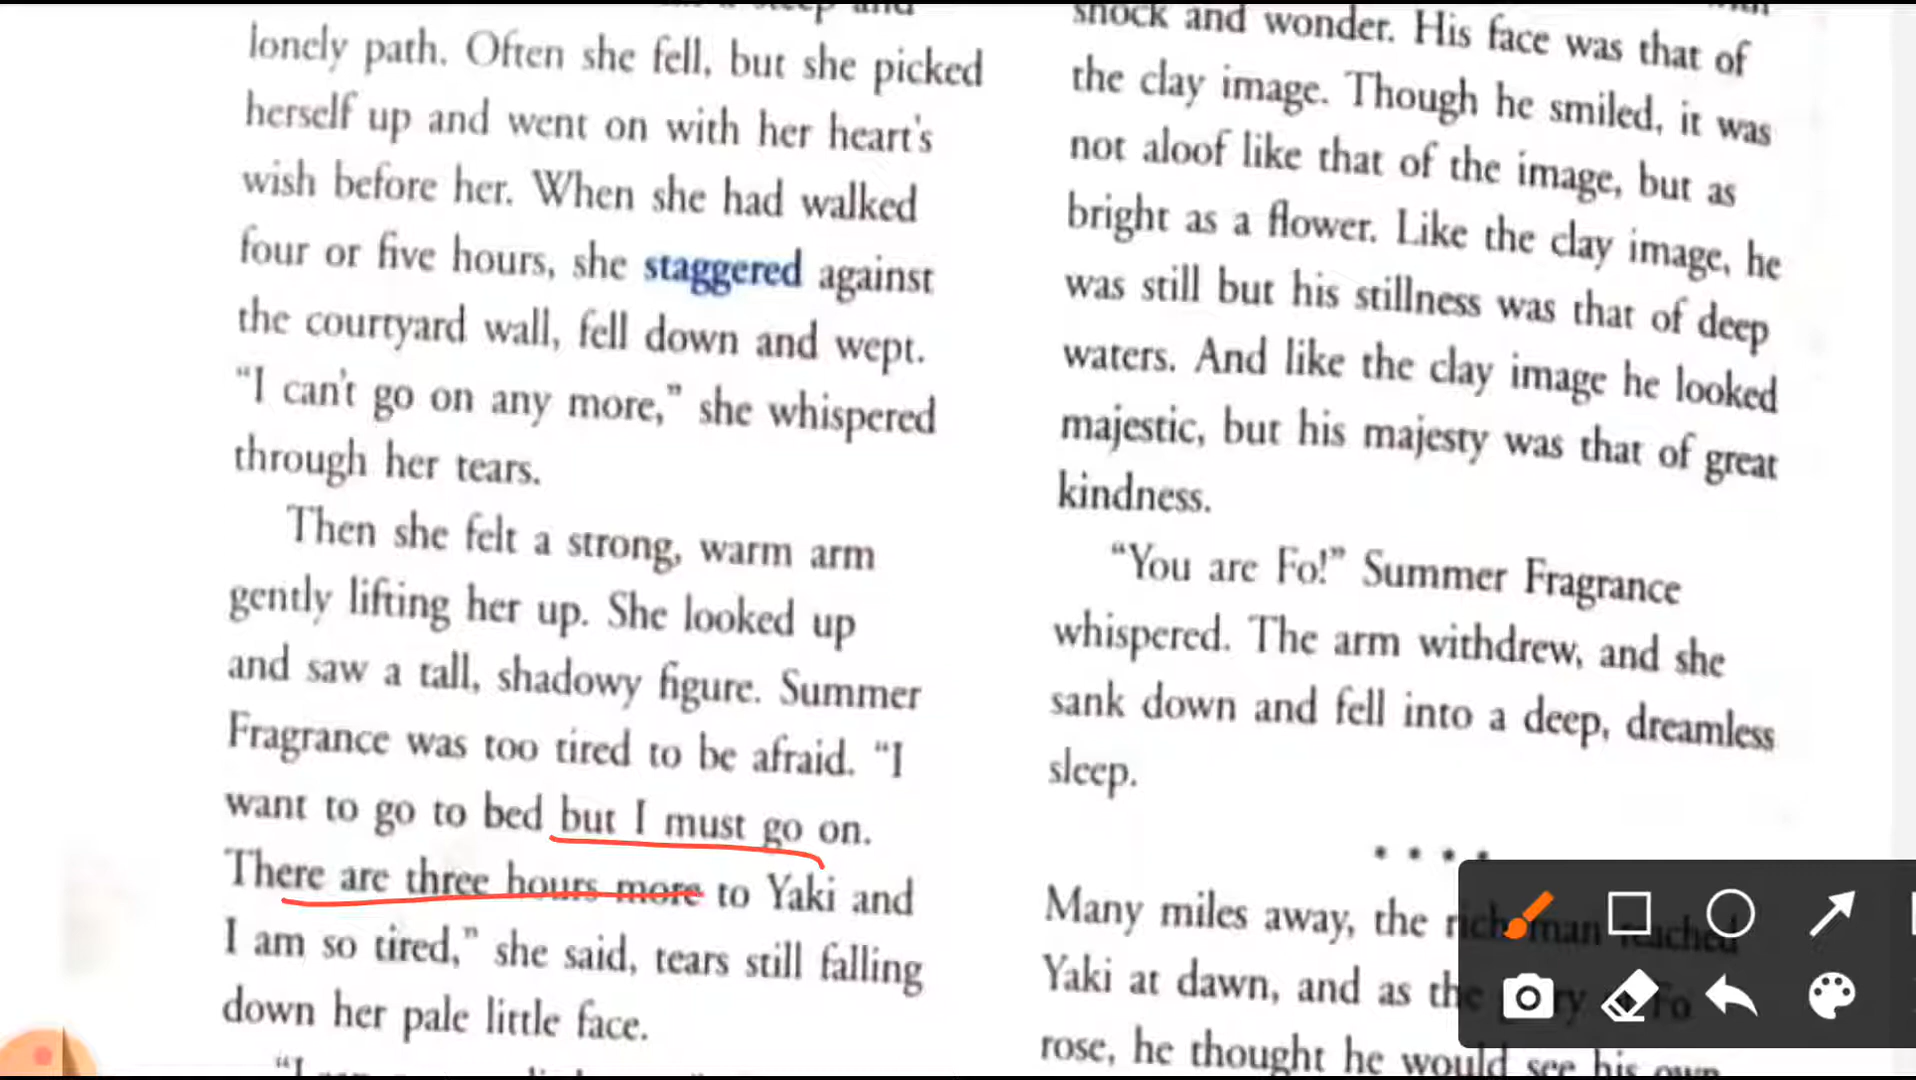 lonely path. Often she fell, but she picked
herself up and went on with her heart's
wish before her. When she had walked
four or five hours, she staggered against
the courtyard wall, fell down and wept.
"I can't go on any more," she whispered
through her tears.
Then she felt a strong, warm arm
gently lifting her up. She looked up
and saw a tall, shadowy figure. Summer
Fragrance was too tired to be afraid. "I
want to go to bed but I must go on.
There are three hours more to Yaki and
I am so tired," she said, tears still falling
down her pale little face.
shock and wonder. His face was that of
the clay image. Though he smiled, it was
not aloof like that of the image, but as
bright as a flower. Like the clay image, he
was still but his stillness was that of deep
waters. And like the clay image he looked
majestic, but his majesty was that of great
kindness.
"You are Fo!" Summer Fragrance
whispered. The arm withdrew, and she
sank down and fell into a deep, dreamless
sleep.
• • • •
Many miles away, the rich man reached
Yaki at dawn, and as the glory of Fo
rose, he thought he would see his own